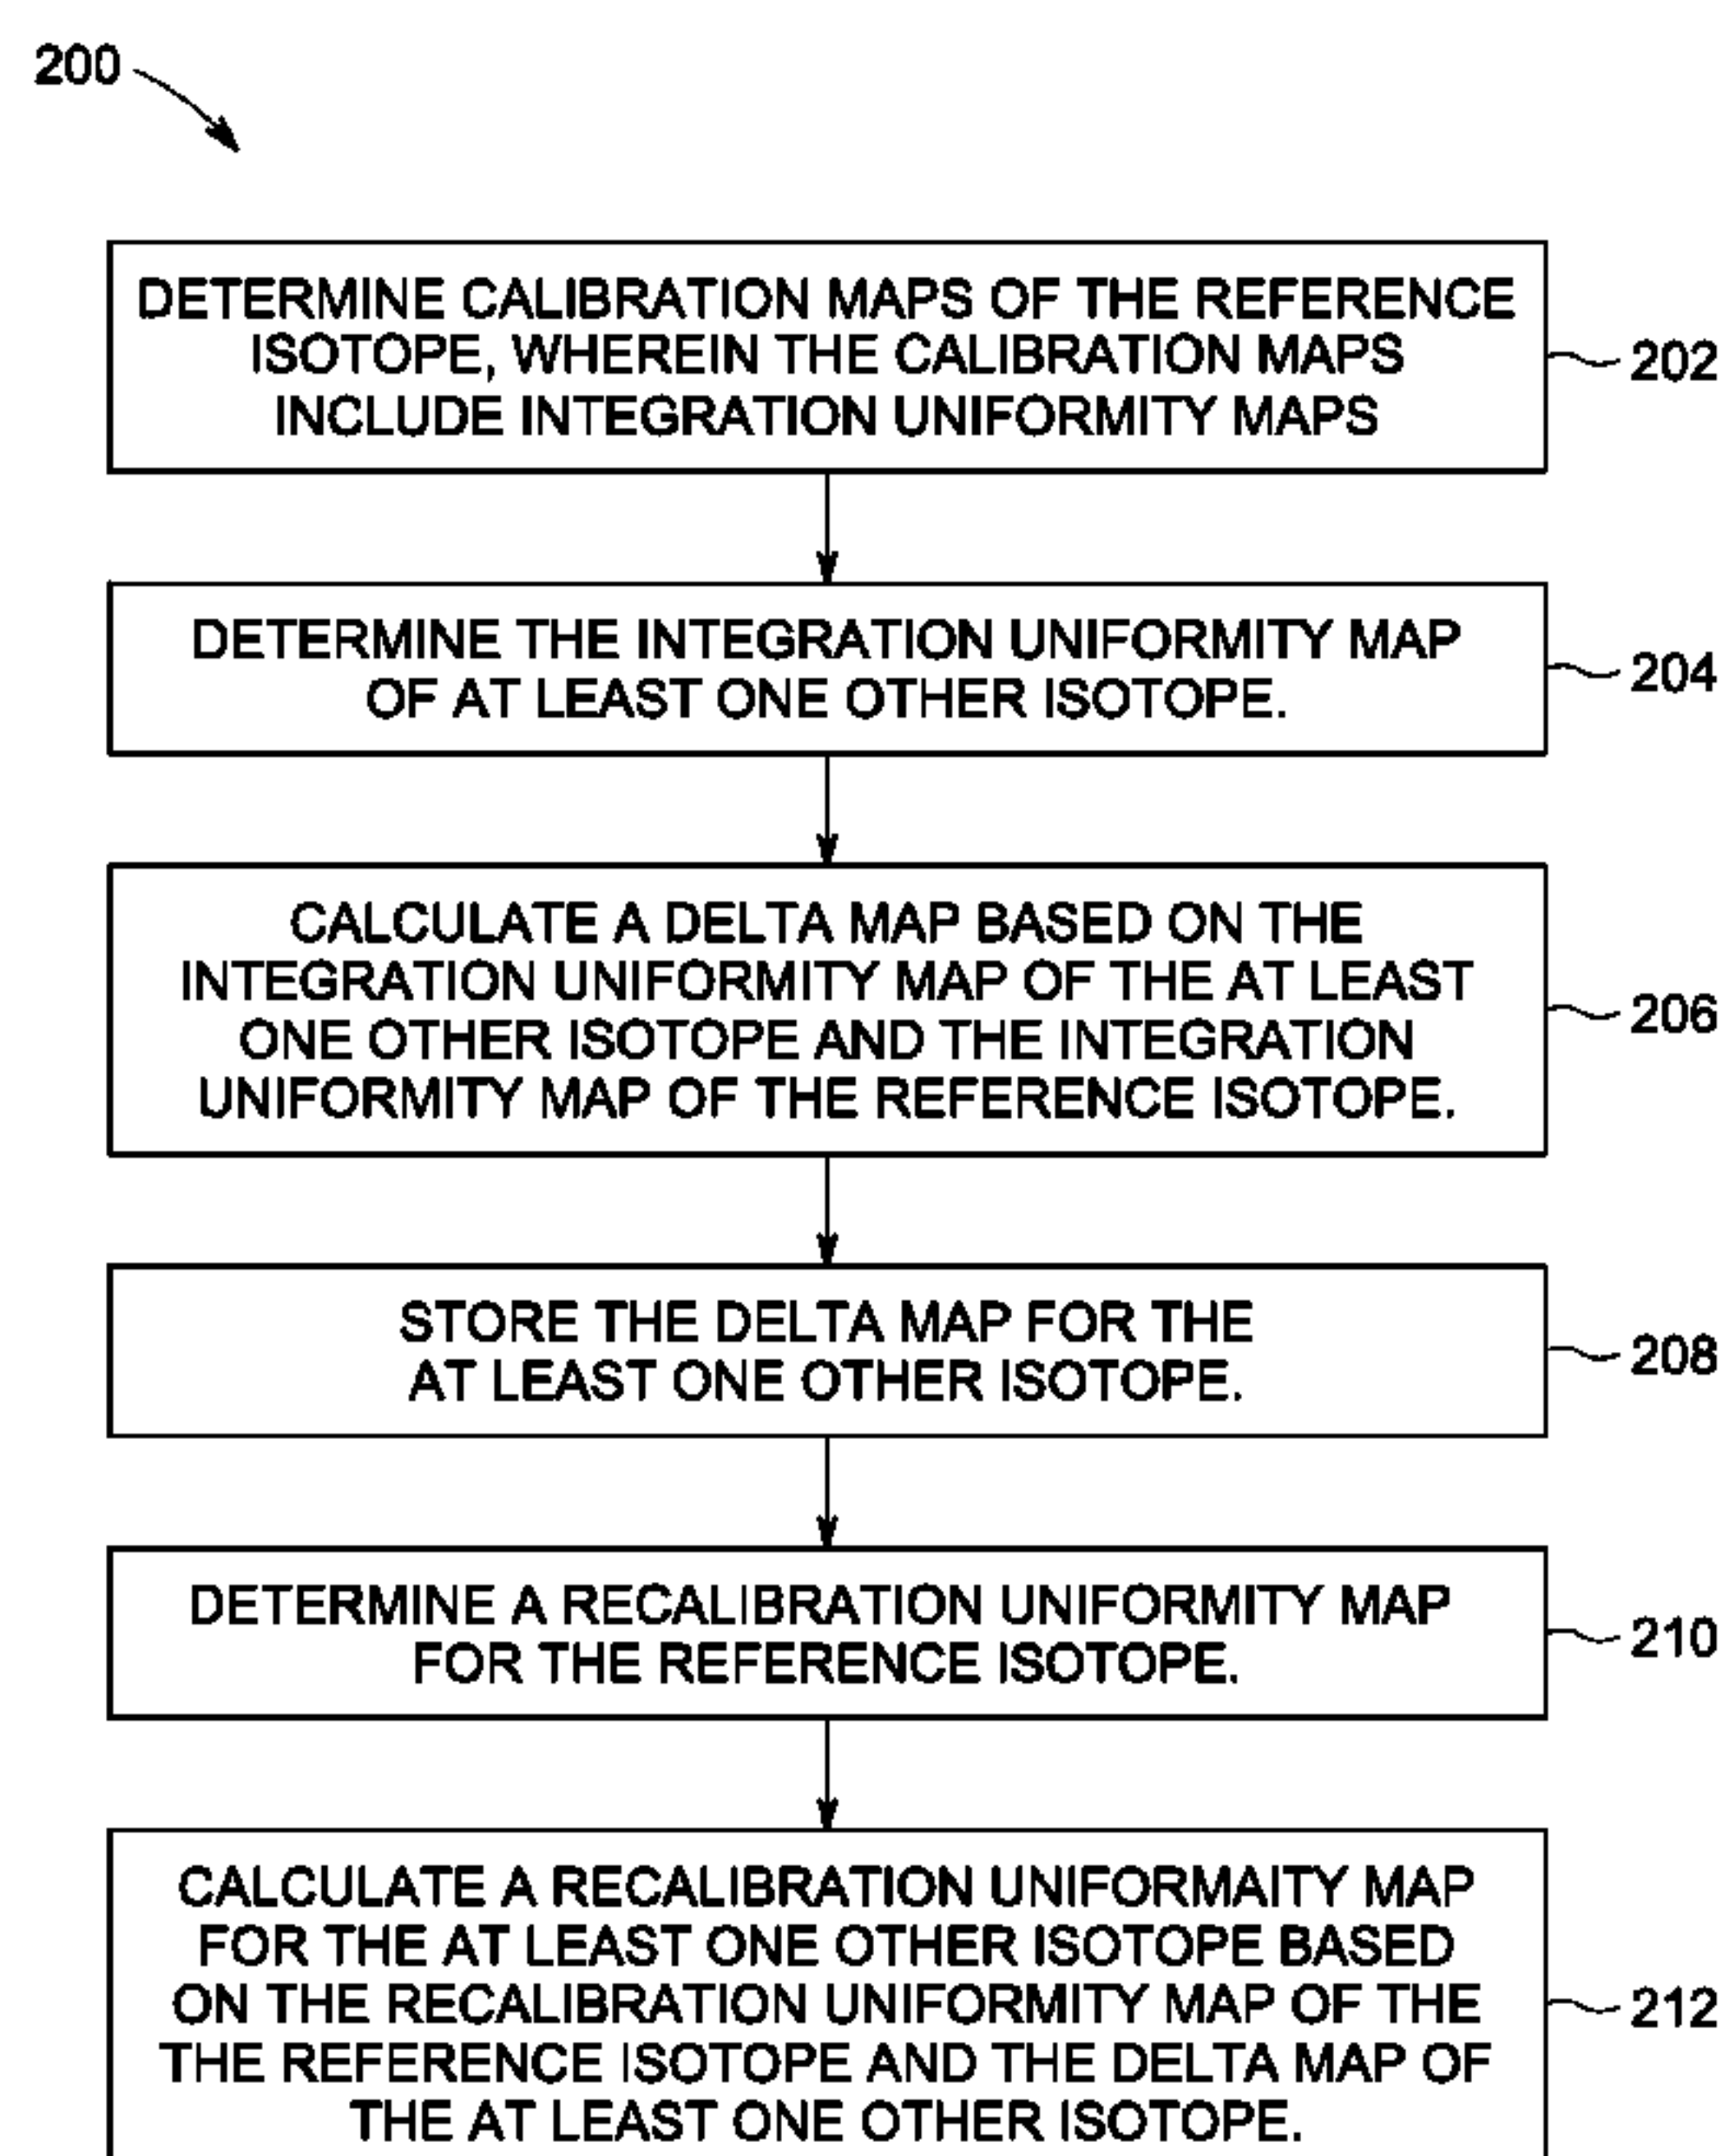 200
DETERMINE CALIBRATION MAPS OF THE REFERENCE
ISOTOPE, WHEREIN THE CALIBRATION MAPS
INCLUDE INTEGRATION UNIFORMITY MAPS
202
DETERMINE THE INTEGRATION UNIFORMITY MAP
OF AT LEAST ONE OTHER ISOTOPE.
204
CALCULATE A DELTA MAP BASED ON THE
INTEGRATION UNIFORMITY MAP OF THE AT LEAST
ONE OTHER ISOTOPE AND THE INTEGRATION
UNIFORMITY MAP OF THE REFERENCE ISOTOPE.
206
STORE THE DELTA MAP FOR THE
AT LEAST ONE OTHER ISOTOPE.
208
DETERMINE A RECALIBRATION UNIFORMITY MAP
FOR THE REFERENCE ISOTOPE.
210
CALCULATE A RECALIBRATION UNIFORMAITY MAP
FOR THE AT LEAST ONE OTHER ISOTOPE BASED
ON THE RECALIBRATION UNIFORMITY MAP OF THE
THE REFERENCE ISOTOPE AND THE DELTA MAP OF
THE AT LEAST ONE OTHER ISOTOPE.
212